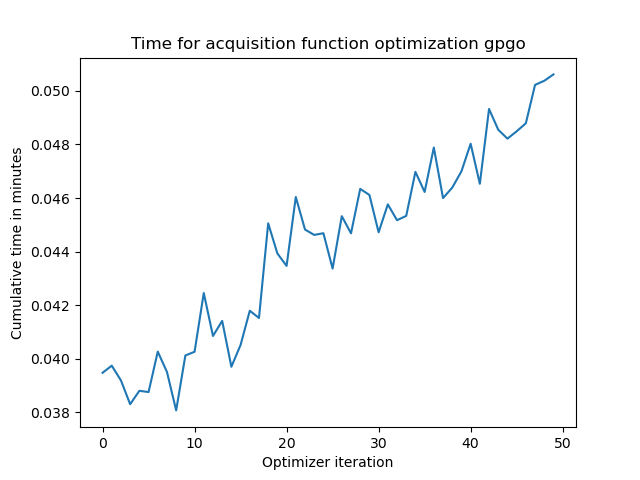 Time for acquisition function optimization gpgo
0.050
0.048
0.046
0.044
0.042
0.040
0.038
Cumulative time in minutes
0 10 20 30 40 50
Optimizer iteration